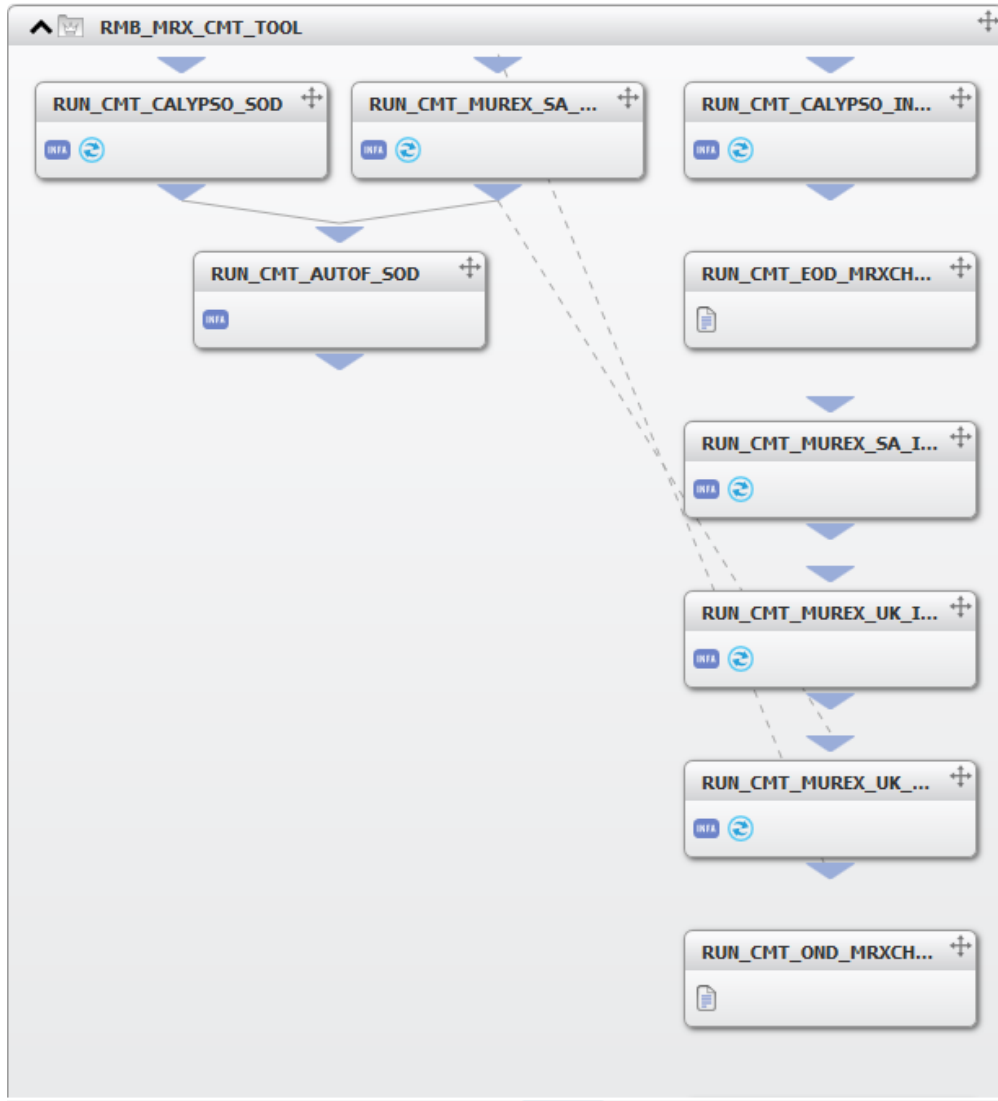 RMB_MRX_CMT_TOOL
RUN_CMT_CALYPSO_SOD
INFA
RUN_CMT_MUREX_SA_...
INFA
RUN_CMT_CALYPSO_IN...
INFA
RUN_CMT_AUTOF_SOD
INFA
RUN_CMT_EOD_MRXCH...
RUN_CMT_MUREX_SA_I...
INFA
RUN_CMT_MUREX_UK_I...
INFA
RUN_CMT_MUREX_UK_...
INFA
RUN_CMT_OND_MRXCH...